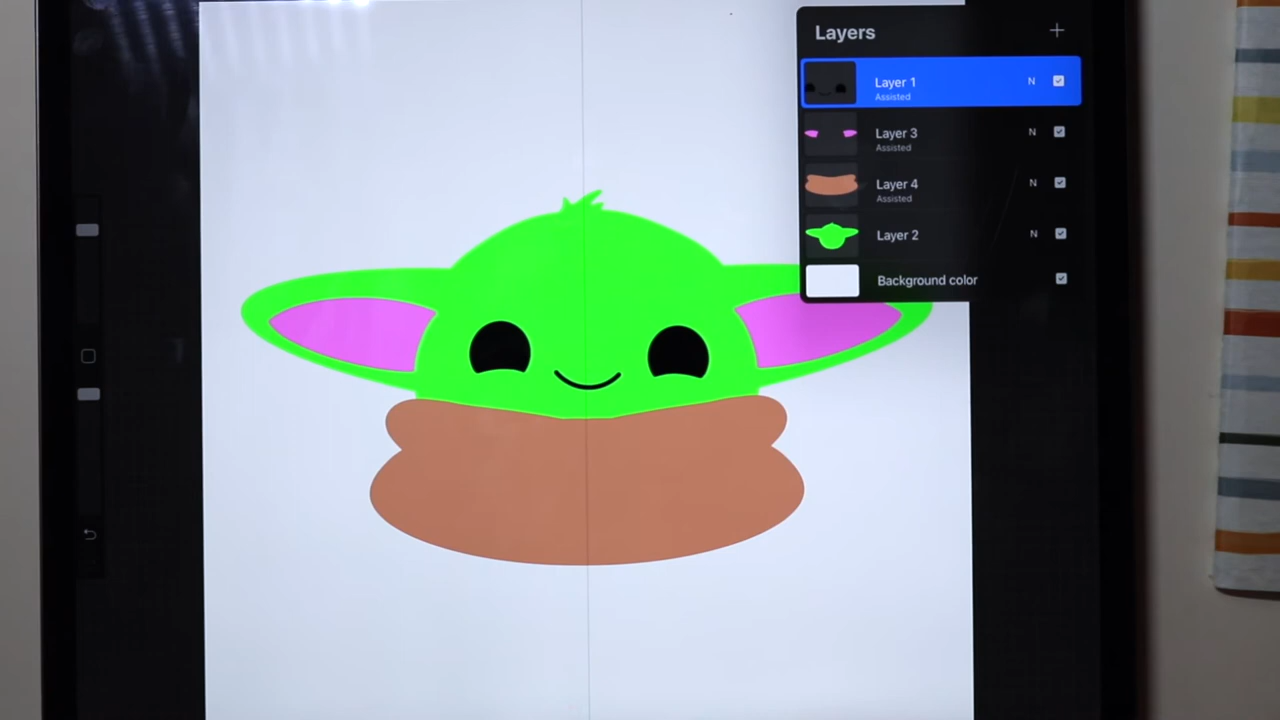 Layers
Layer 1
N
Assisted
Layer 3
N
Assisted
Layer 4
N
Assisted
Layer 2
N
Background color